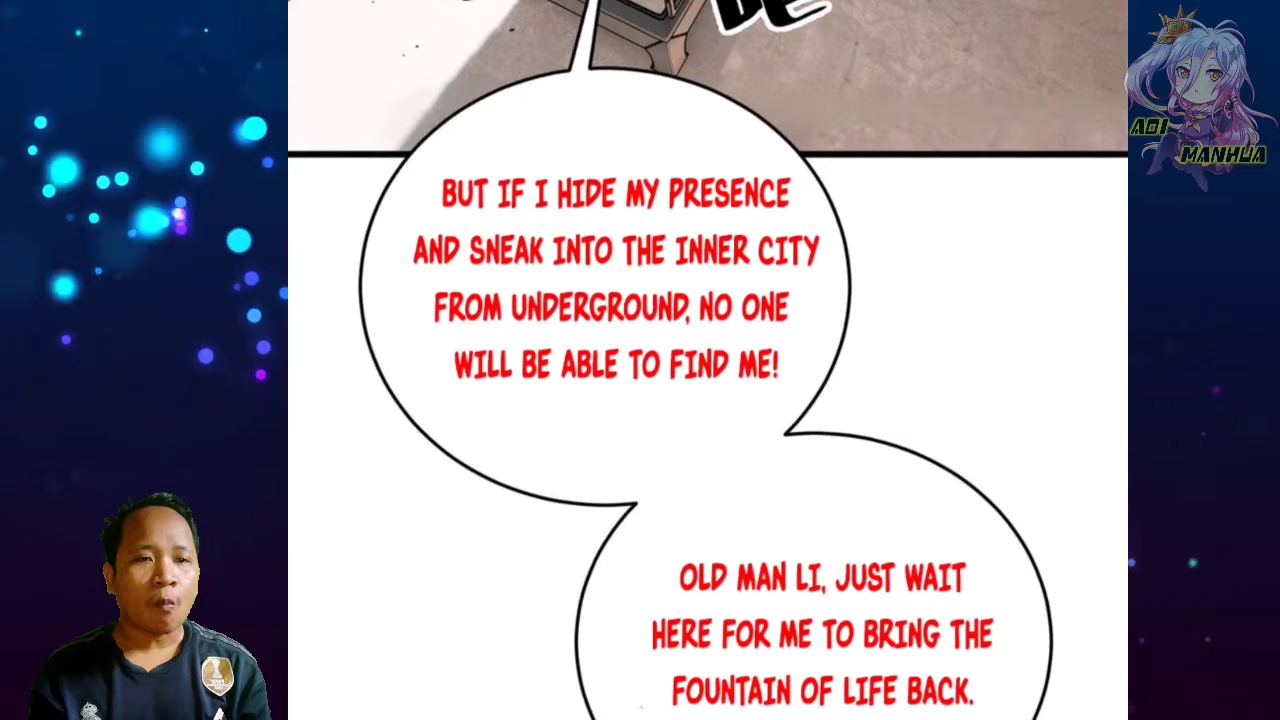 BUT IF I HIDE MY PRESENCE
AND SNEAK INTO THE INNER CITY
FROM UNDERGROUND, NO ONE
WILL BE ABLE TO FIND ME!
OLD MAN LI, JUST WAIT
HERE FOR ME TO BRING THE
FOUNTAIN OF LIFE BACK.
AOI
MANHUA